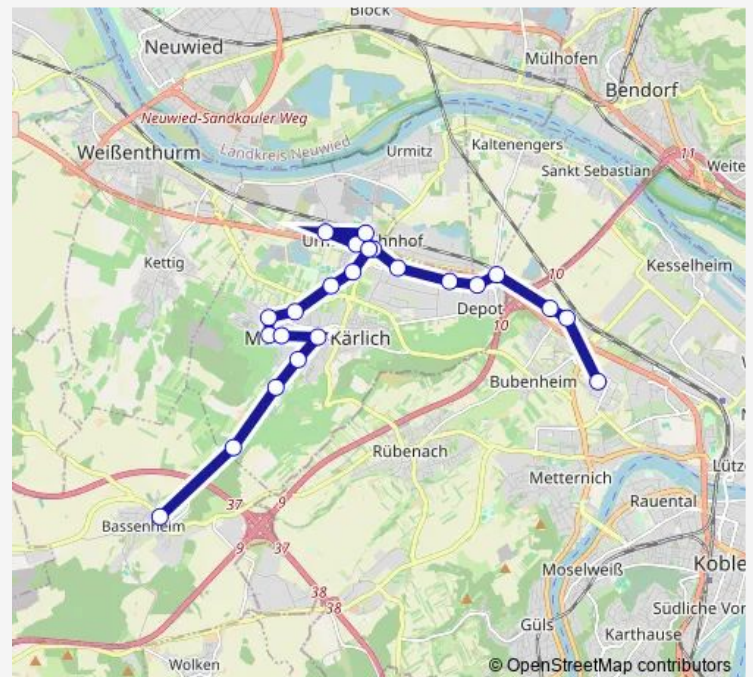 Block
Neuwied
Mülhofen
Bendorf
Neuwied-Sandkauler Weg
Weißenthurm
Landkreis Neuwied
Urmitz
Kaltenengers
11
Weite
Sankt Sebastian
Kettig
hnhof
10
Kesselheim
Depot
10
Kärlich
Bubenheim
Rübenach
Lütz
Metternich
37
9
Rauental
Bassenheim
9
37
Moselweiß
Koble
38
38
Südliche Vor
Güls
Karthause
Wolken
© OpenStreetMap contributors